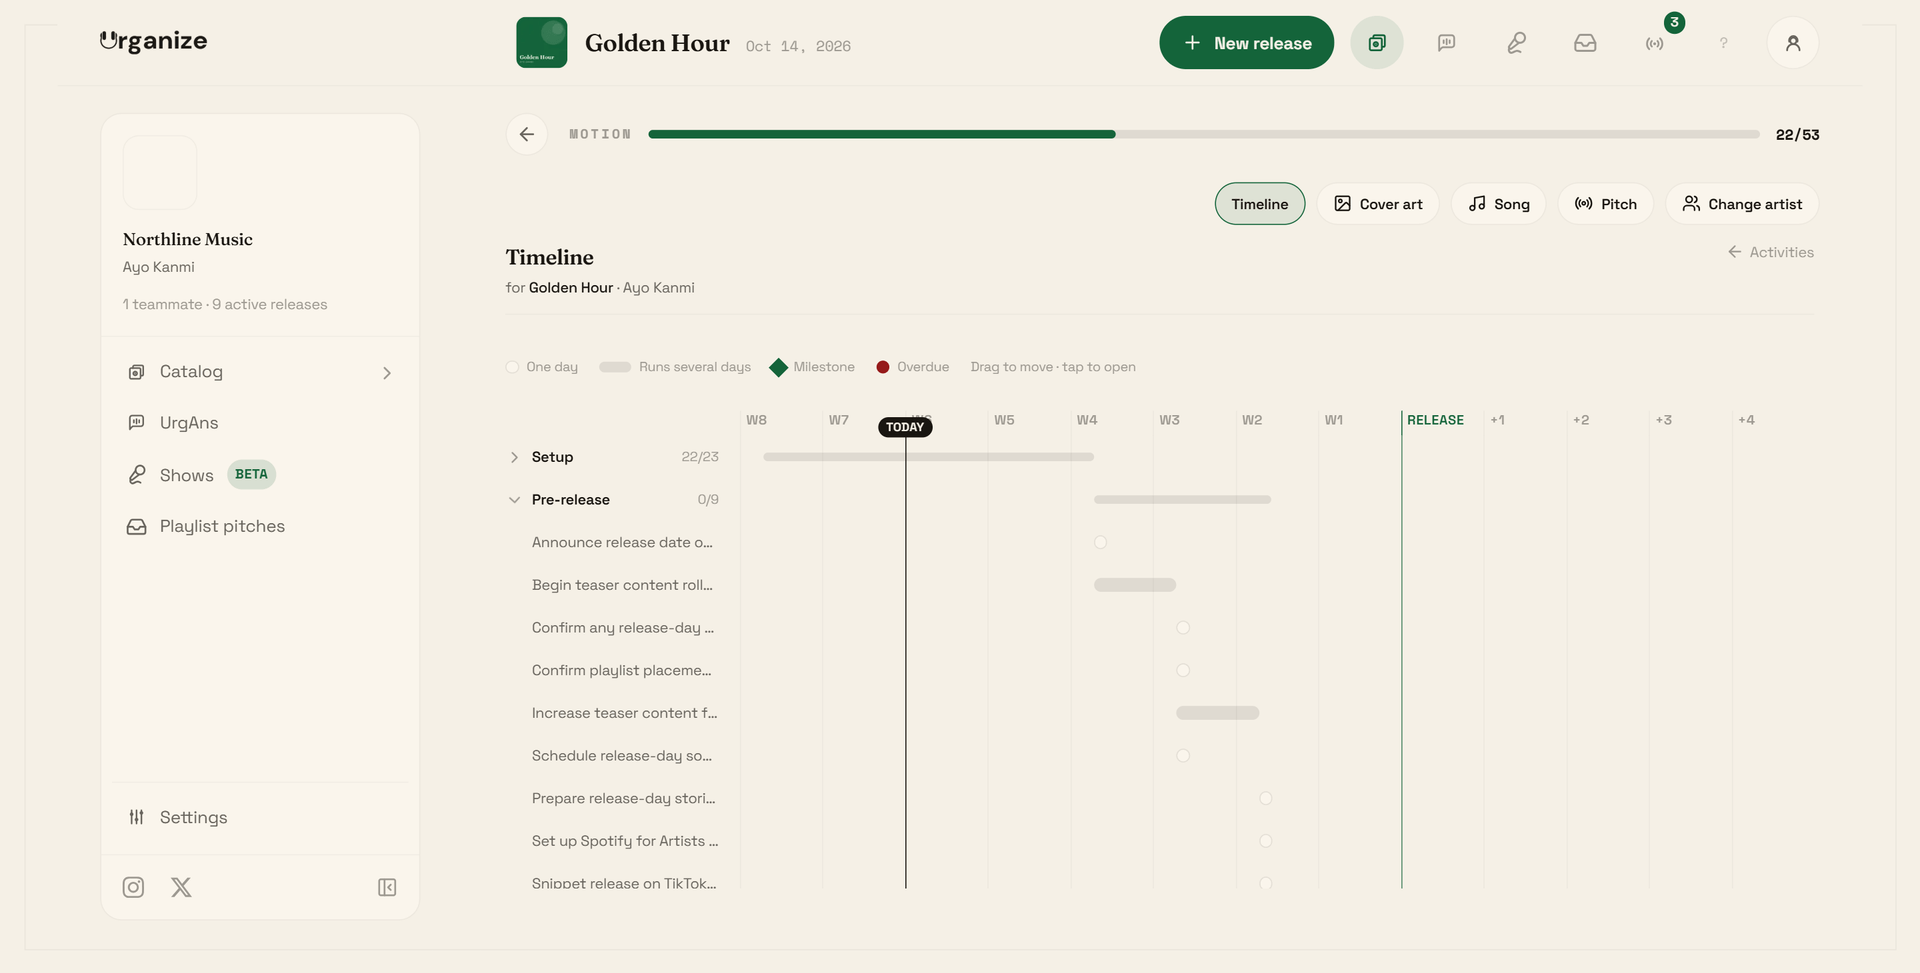 Urganize
Golden Hour
Golden Hour Oct 14, 2026
New release
3
?
MOTION
22/53
Northline Music
Ayo Kanmi
1 teammate · 9 active releases
Catalog
UrgAns
Shows BETA
Playlist pitches
Settings
Timeline
Cover art
Song
Pitch
Change artist
Timeline
for Golden Hour · Ayo Kanmi
Activities
One day
Runs several days
Milestone
Overdue
Drag to move · tap to open
W8 W7 W6 W5 W4 W3 W2 W1 RELEASE +1 +2 +3 +4
TODAY
Setup 22/23
Pre-release 0/9
Announce release date o...
Begin teaser content roll...
Confirm any release-day ...
Confirm playlist placeme...
Increase teaser content f...
Schedule release-day so...
Prepare release-day stori...
Set up Spotify for Artists ...
Snippet release on TikTok...